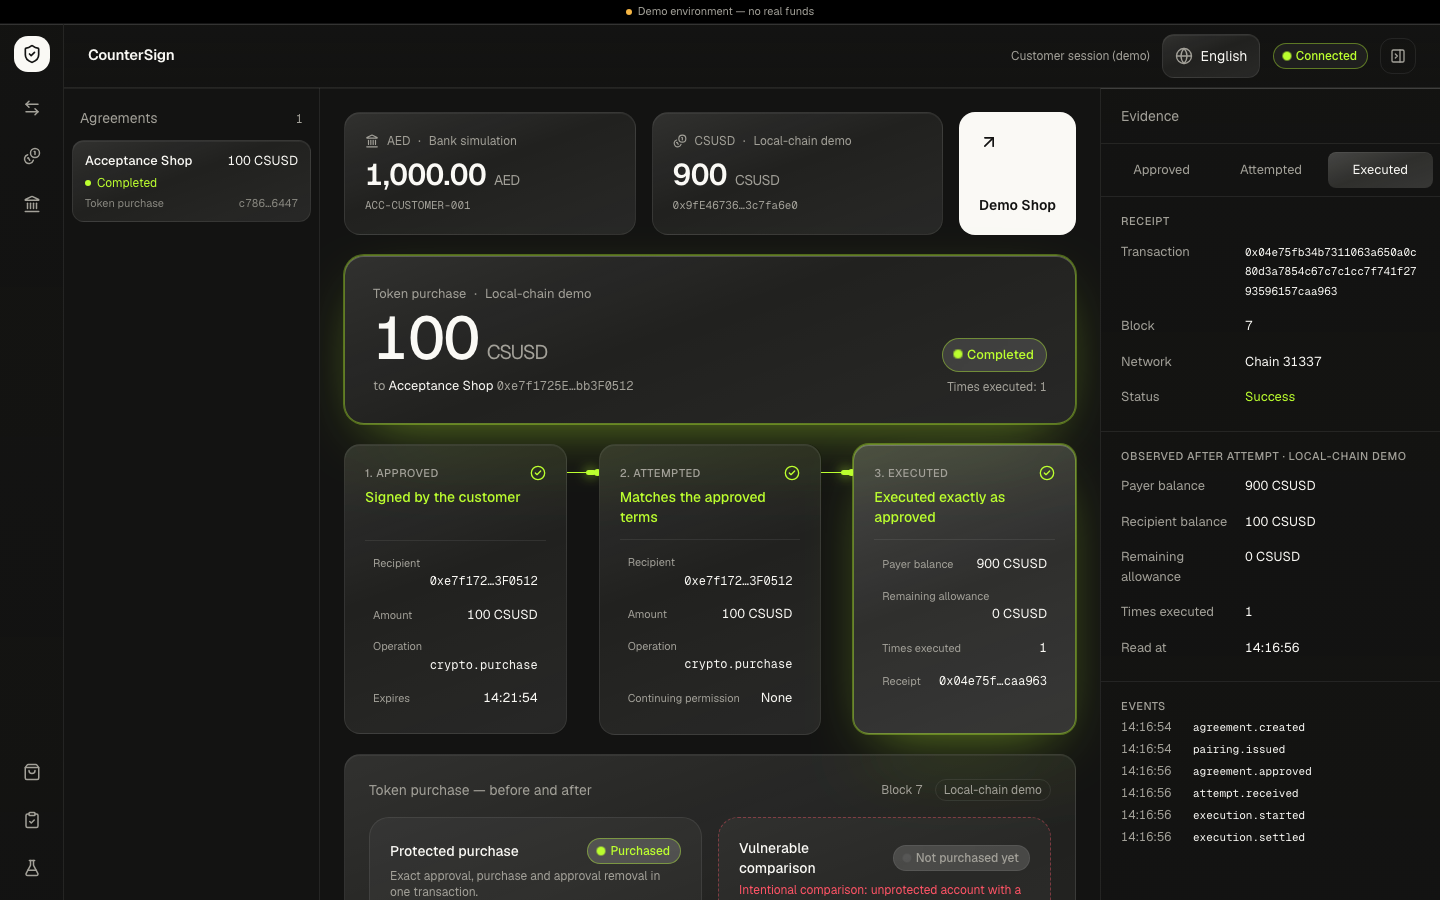 Demo environment — no real funds
CounterSign
Customer session (demo)
English
Connected
Agreements 1
Acceptance Shop 100 CSUSD
Completed
Token purchase c786…6447
AED · Bank simulation
1,000.00 AED
ACC-CUSTOMER-001
CSUSD · Local-chain demo
900 CSUSD
0x9fE46736…3c7fa6e0
Demo Shop
Token purchase · Local-chain demo
100 CSUSD
to Acceptance Shop 0xe7f1725E…bb3F0512
Completed
Times executed: 1
1. APPROVED
Signed by the customer
Recipient
0xe7f172…3F0512
Amount 100 CSUSD
Operation
crypto.purchase
Expires 14:21:54
2. ATTEMPTED
Matches the approved
terms
Recipient
0xe7f172…3F0512
Amount 100 CSUSD
Operation
crypto.purchase
Continuing permission None
3. EXECUTED
Executed exactly as
approved
Payer balance 900 CSUSD
Remaining allowance
0 CSUSD
Times executed 1
Receipt 0x04e75f…caa963
Token purchase — before and after
Block 7 Local-chain demo
Protected purchase
Purchased
Exact approval, purchase and approval removal in
one transaction.
Vulnerable
comparison
Not purchased yet
Intentional comparison: unprotected account with a
Evidence
Approved Attempted Executed
RECEIPT
Transaction 0x04e75fb34b7311063a650a0c
80d3a7854c67c7c1cc7f741f27
93596157caa963
Block 7
Network Chain 31337
Status Success
OBSERVED AFTER ATTEMPT · LOCAL-CHAIN DEMO
Payer balance 900 CSUSD
Recipient balance 100 CSUSD
Remaining 0 CSUSD
allowance
Times executed 1
Read at 14:16:56
EVENTS
14:16:54 agreement.created
14:16:54 pairing.issued
14:16:56 agreement.approved
14:16:56 attempt.received
14:16:56 execution.started
14:16:56 execution.settled